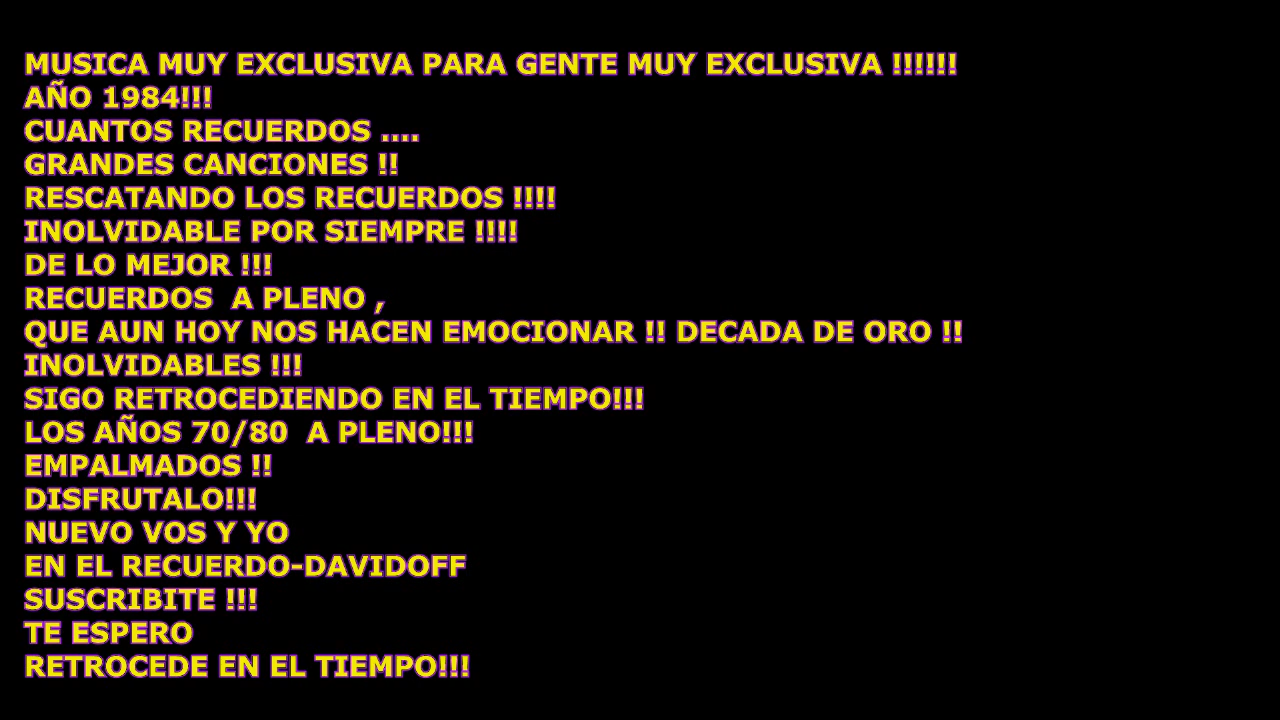 MUSICA MUY EXCLUSIVA PARA GENTE MUY EXCLUSIVA !!!!!!
AÑO 1984!!!
CUANTOS RECUERDOS ....
GRANDES CANCIONES !!
RESCATANDO LOS RECUERDOS !!!!
INOLVIDABLE POR SIEMPRE !!!!
DE LO MEJOR !!!
RECUERDOS  A PLENO ,
QUE AUN HOY NOS HACEN EMOCIONAR !! DECADA DE ORO !!
INOLVIDABLES !!!
SIGO RETROCEDIENDO EN EL TIEMPO!!!
LOS AÑOS 70/80  A PLENO!!!
EMPALMADOS !!
DISFRUTALO!!!
NUEVO VOS Y YO
EN EL RECUERDO-DAVIDOFF
SUSCRIBITE !!!
TE ESPERO
RETROCEDE EN EL TIEMPO!!!